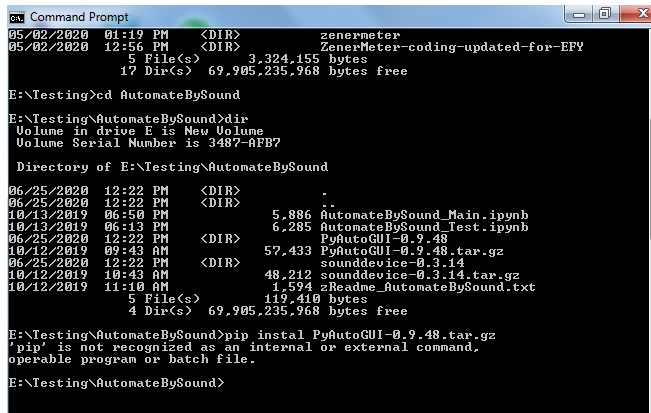 Command Prompt
05/02/2020  01:19 PM    <DIR>          zenermeter
05/02/2020  12:56 PM    <DIR>          ZenerMeter-coding-updated-for-EFY
               5 File(s)      3,324,155 bytes
              17 Dir(s)  69,905,235,968 bytes free
E:\Testing>cd AutomateBySound
E:\Testing\AutomateBySound>dir
 Volume in drive E is New Volume
 Volume Serial Number is 3487-AFB7
 Directory of E:\Testing\AutomateBySound
06/25/2020  12:22 PM    <DIR>          .
06/25/2020  12:22 PM    <DIR>          ..
10/13/2019  06:50 PM             5,886 AutomateBySound_Main.ipynb
10/13/2019  06:13 PM             6,285 AutomateBySound_Test.ipynb
06/25/2020  12:22 PM    <DIR>          PyAutoGUI-0.9.48
10/12/2019  09:43 AM            57,433 PyAutoGUI-0.9.48.tar.gz
06/25/2020  12:22 PM    <DIR>          sounddevice-0.3.14
10/12/2019  10:43 AM            48,212 sounddevice-0.3.14.tar.gz
10/12/2019  11:10 AM             1,594 zReadme_AutomateBySound.txt
               5 File(s)        119,410 bytes
               4 Dir(s)  69,905,235,968 bytes free
E:\Testing\AutomateBySound>pip instal PyAutoGUI-0.9.48.tar.gz
'pip' is not recognized as an internal or external command,
operable program or batch file.
E:\Testing\AutomateBySound>